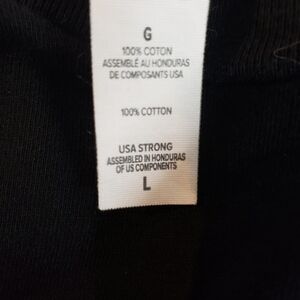 G
100% COTON
ASSEMBLÉ AU HONDURAS
DE COMPOSANTS USA
100% COTTON
USA STRONG
ASSEMBLED IN HONDURAS
OF US COMPONENTS
L